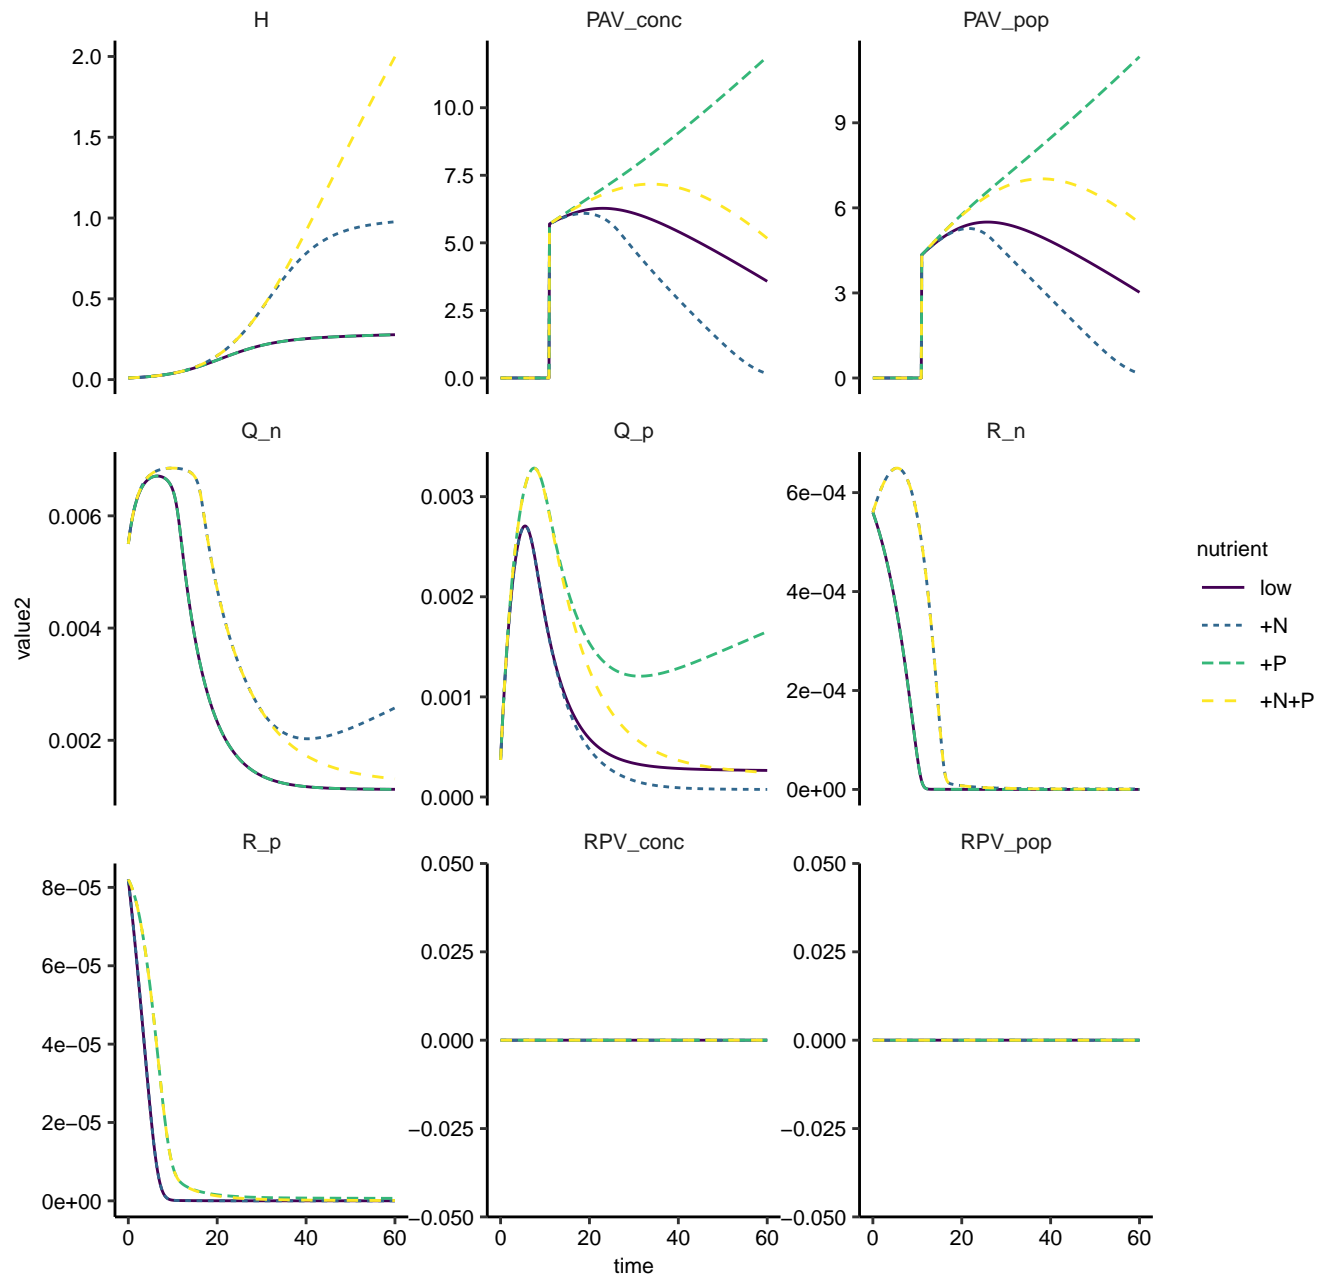 H
PAV_conc
PAV_pop
2.0
1.5
1.0
0.5
0.0
10.0
7.5
5.0
2.5
0.0
9
6
3
0
Q_n
Q_p
R_n
0.006
0.004
0.002
0.003
0.002
0.001
0.000
6e−04
4e−04
2e−04
0e+00
R_p
RPV_conc
RPV_pop
8e−05
6e−05
4e−05
2e−05
0e+00
0.050
0.025
0.000
−0.025
−0.050
0.050
0.025
0.000
−0.025
−0.050
0 20 40 60
0 20 40 60
0 20 40 60
time
value2
nutrient
low
+N
+P
+N+P